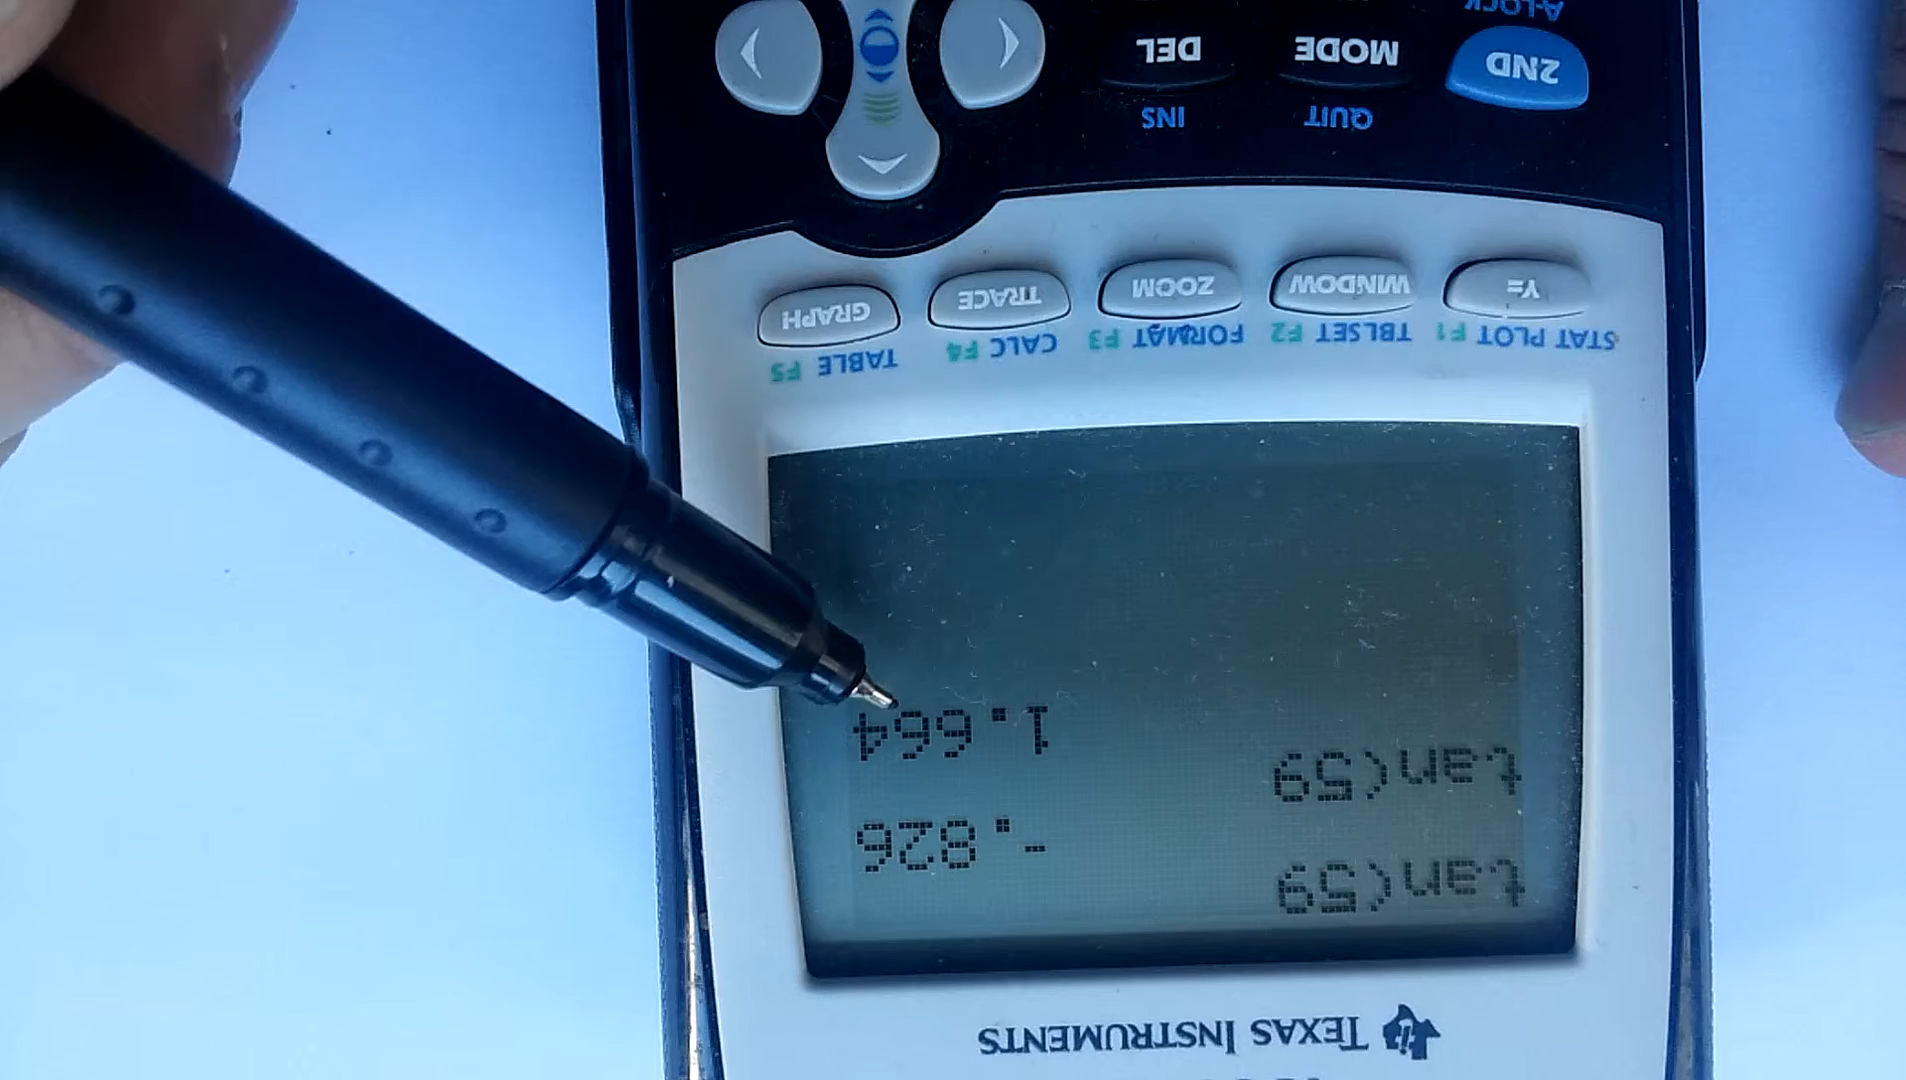 TEXAS INSTRUMENTS
tan(59
-.826
tan(59
1.664
STAT PLOT F1 TBLSET F2 FORMAT F3 CALC F4 TABLE F5
Y= WINDOW ZOOM TRACE GRAPH
QUIT INS
2ND MODE DEL
A-LOCK